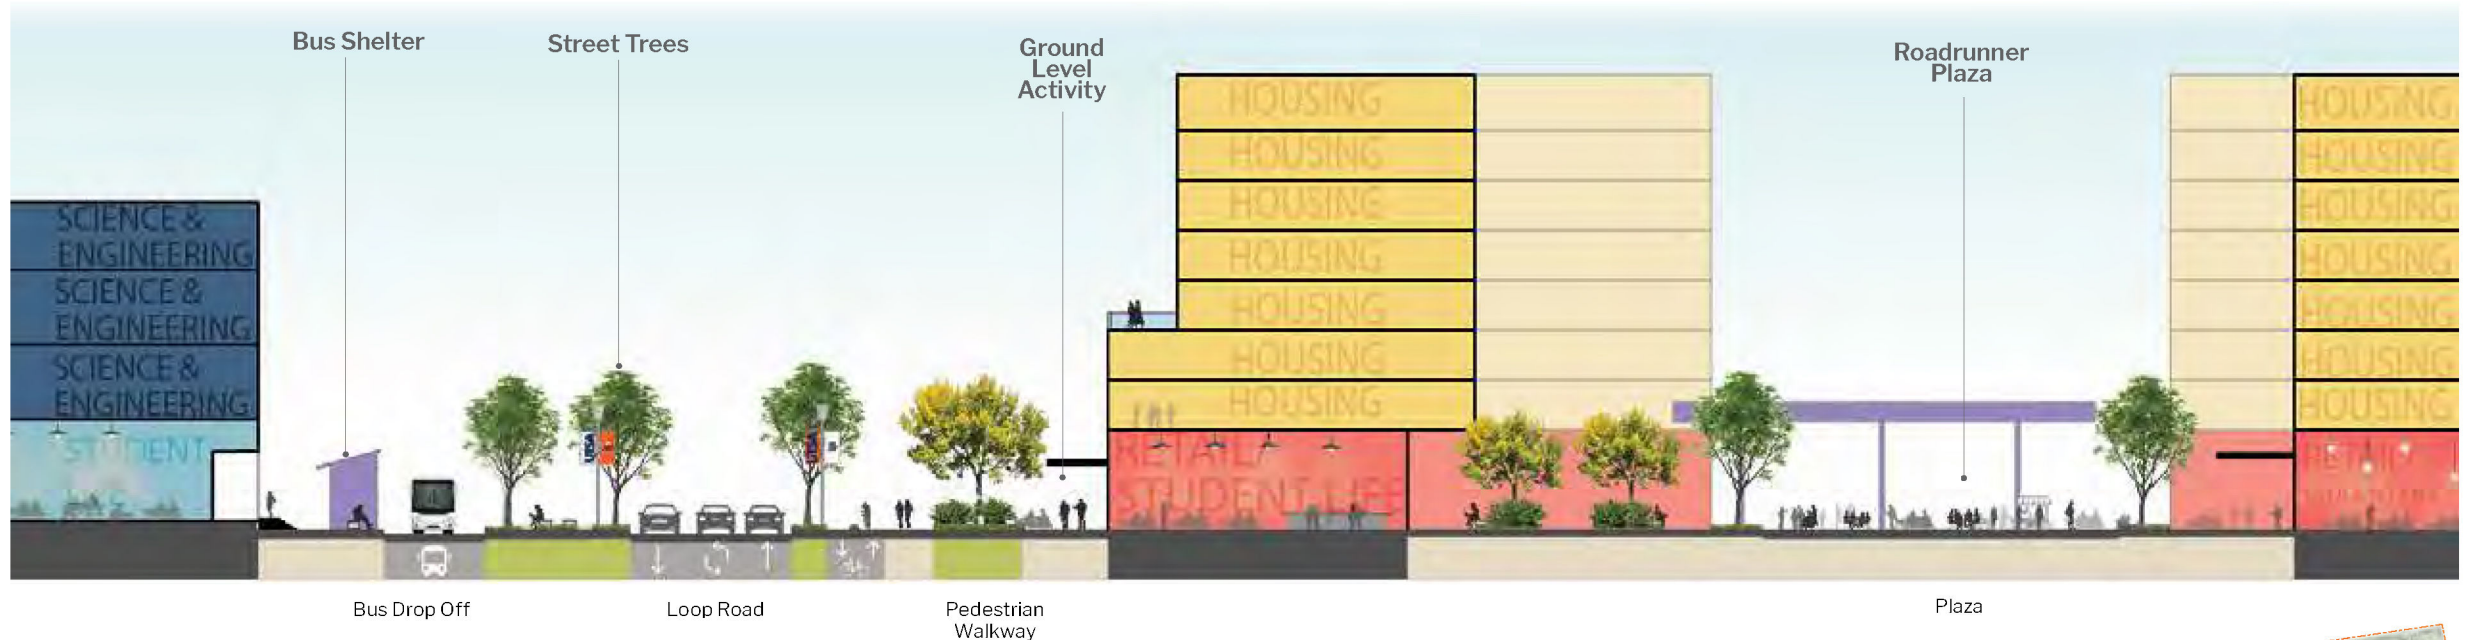 Bus Shelter
Street Trees
Ground
Level
Activity
Roadrunner
Plaza
SCIENCE &
ENGINEERING
SCIENCE &
ENGINEERING
SCIENCE &
ENGINEERING
STUDENT
HOUSING
HOUSING
HOUSING
HOUSING
HOUSING
HOUSING
HOUSING
RETAIL/
STUDENT LIFE
HOUSING
HOUSING
HOUSING
HOUSING
HOUSING
HOUSING
HOUSING
RETAIL/
Bus Drop Off
Loop Road
Pedestrian
Walkway
Plaza